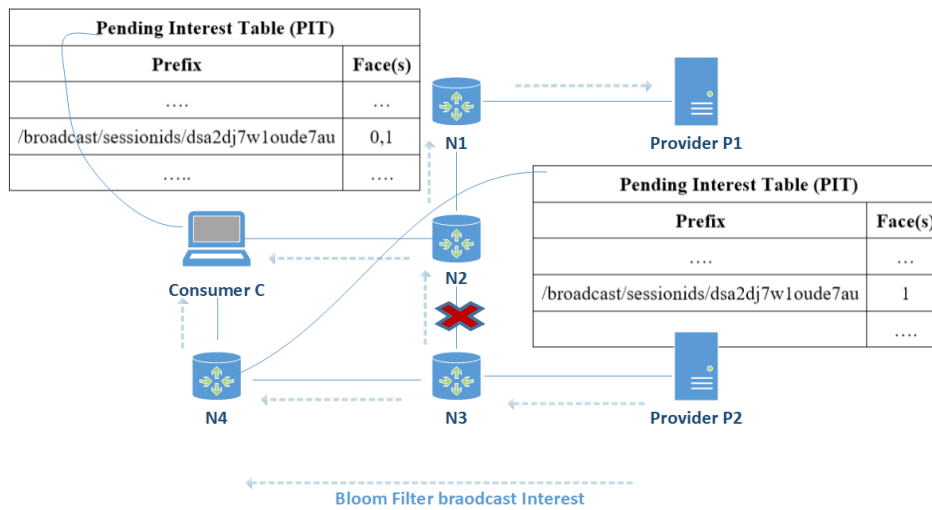 Pending Interest Table (PIT)
Prefix Face(s)
.... ...
/broadcast/sessionids/dsa2dj7w1oude7au 0,1
..... ....
N1
Provider P1
Pending Interest Table (PIT)
Prefix Face(s)
.... ...
/broadcast/sessionids/dsa2dj7w1oude7au 1
....
Consumer C
N2
N4
N3
Provider P2
Bloom Filter braodcast Interest